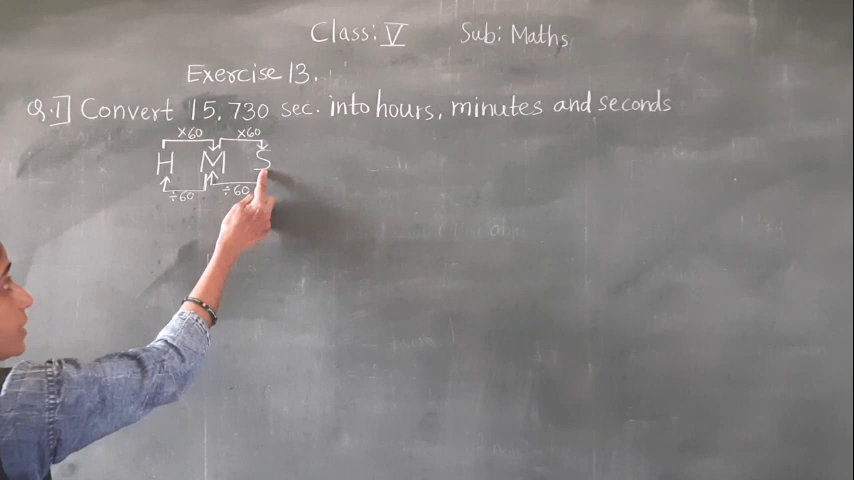 Class: V Sub: Maths
Exercise 13.
Q.1] Convert 15,730 sec. into hours, minutes and seconds
×60 ×60
H M S
÷60 ÷60